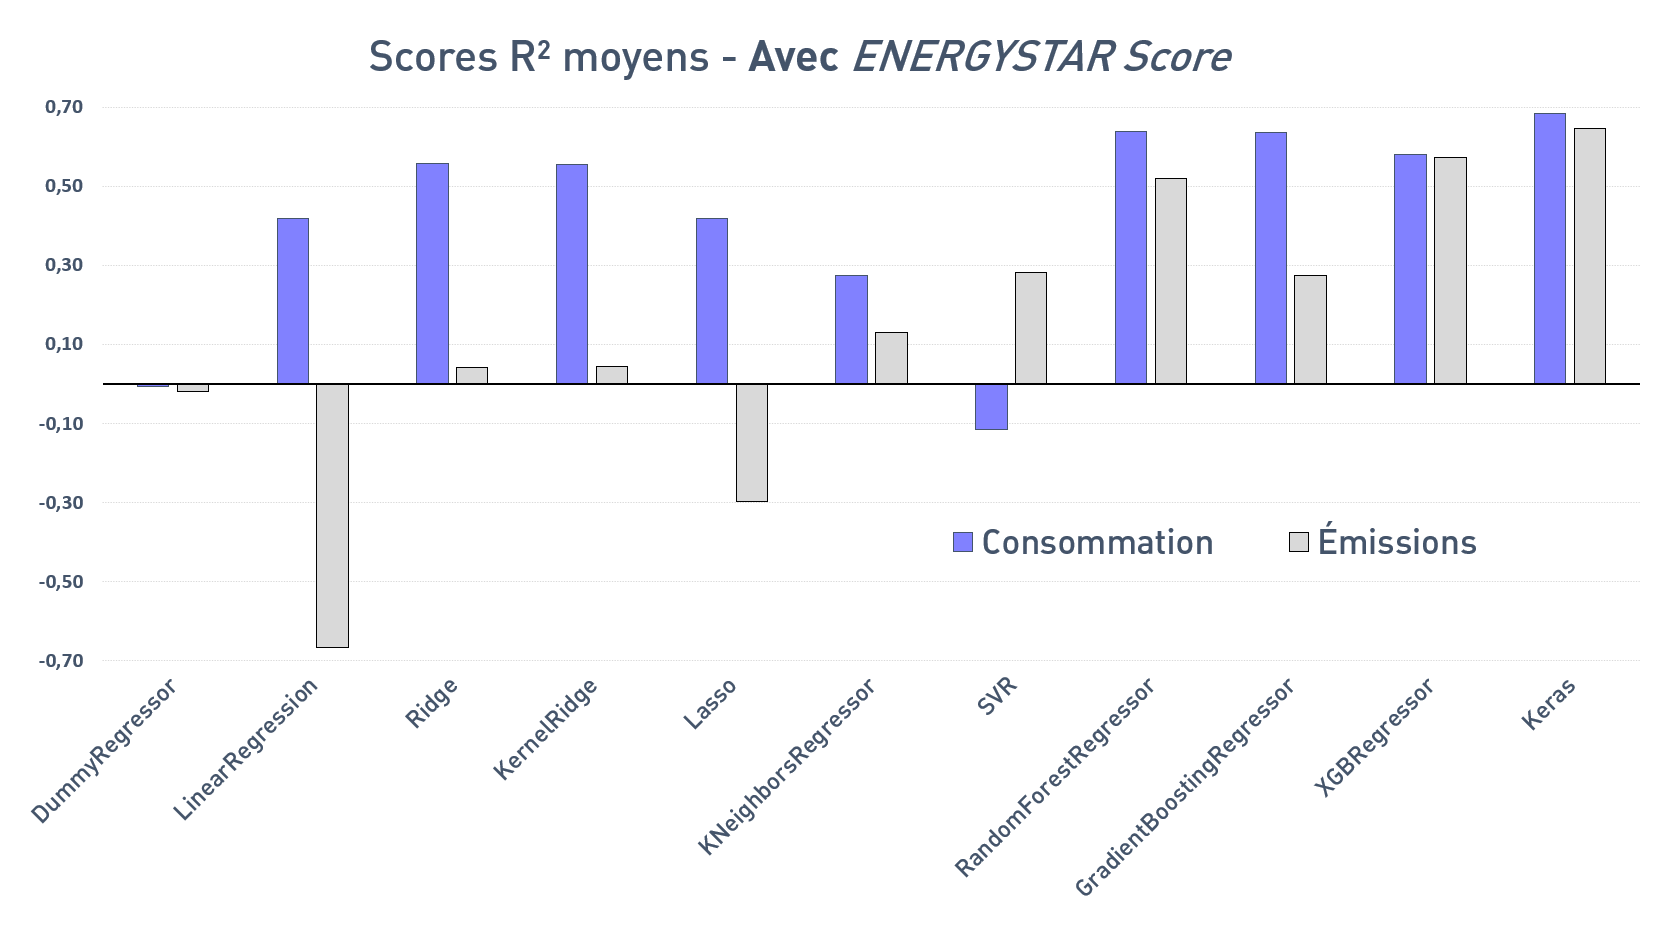 Scores R² moyens - Avec ENERGYSTAR Score
0,70
0,50
0,30
0,10
-0,10
-0,30
-0,50
-0,70
Consommation
Émissions
DummyRegressor
LinearRegression
Ridge
KernelRidge
Lasso
KNeighborsRegressor
SVR
RandomForestRegressor
GradientBoostingRegressor
XGBRegressor
Keras